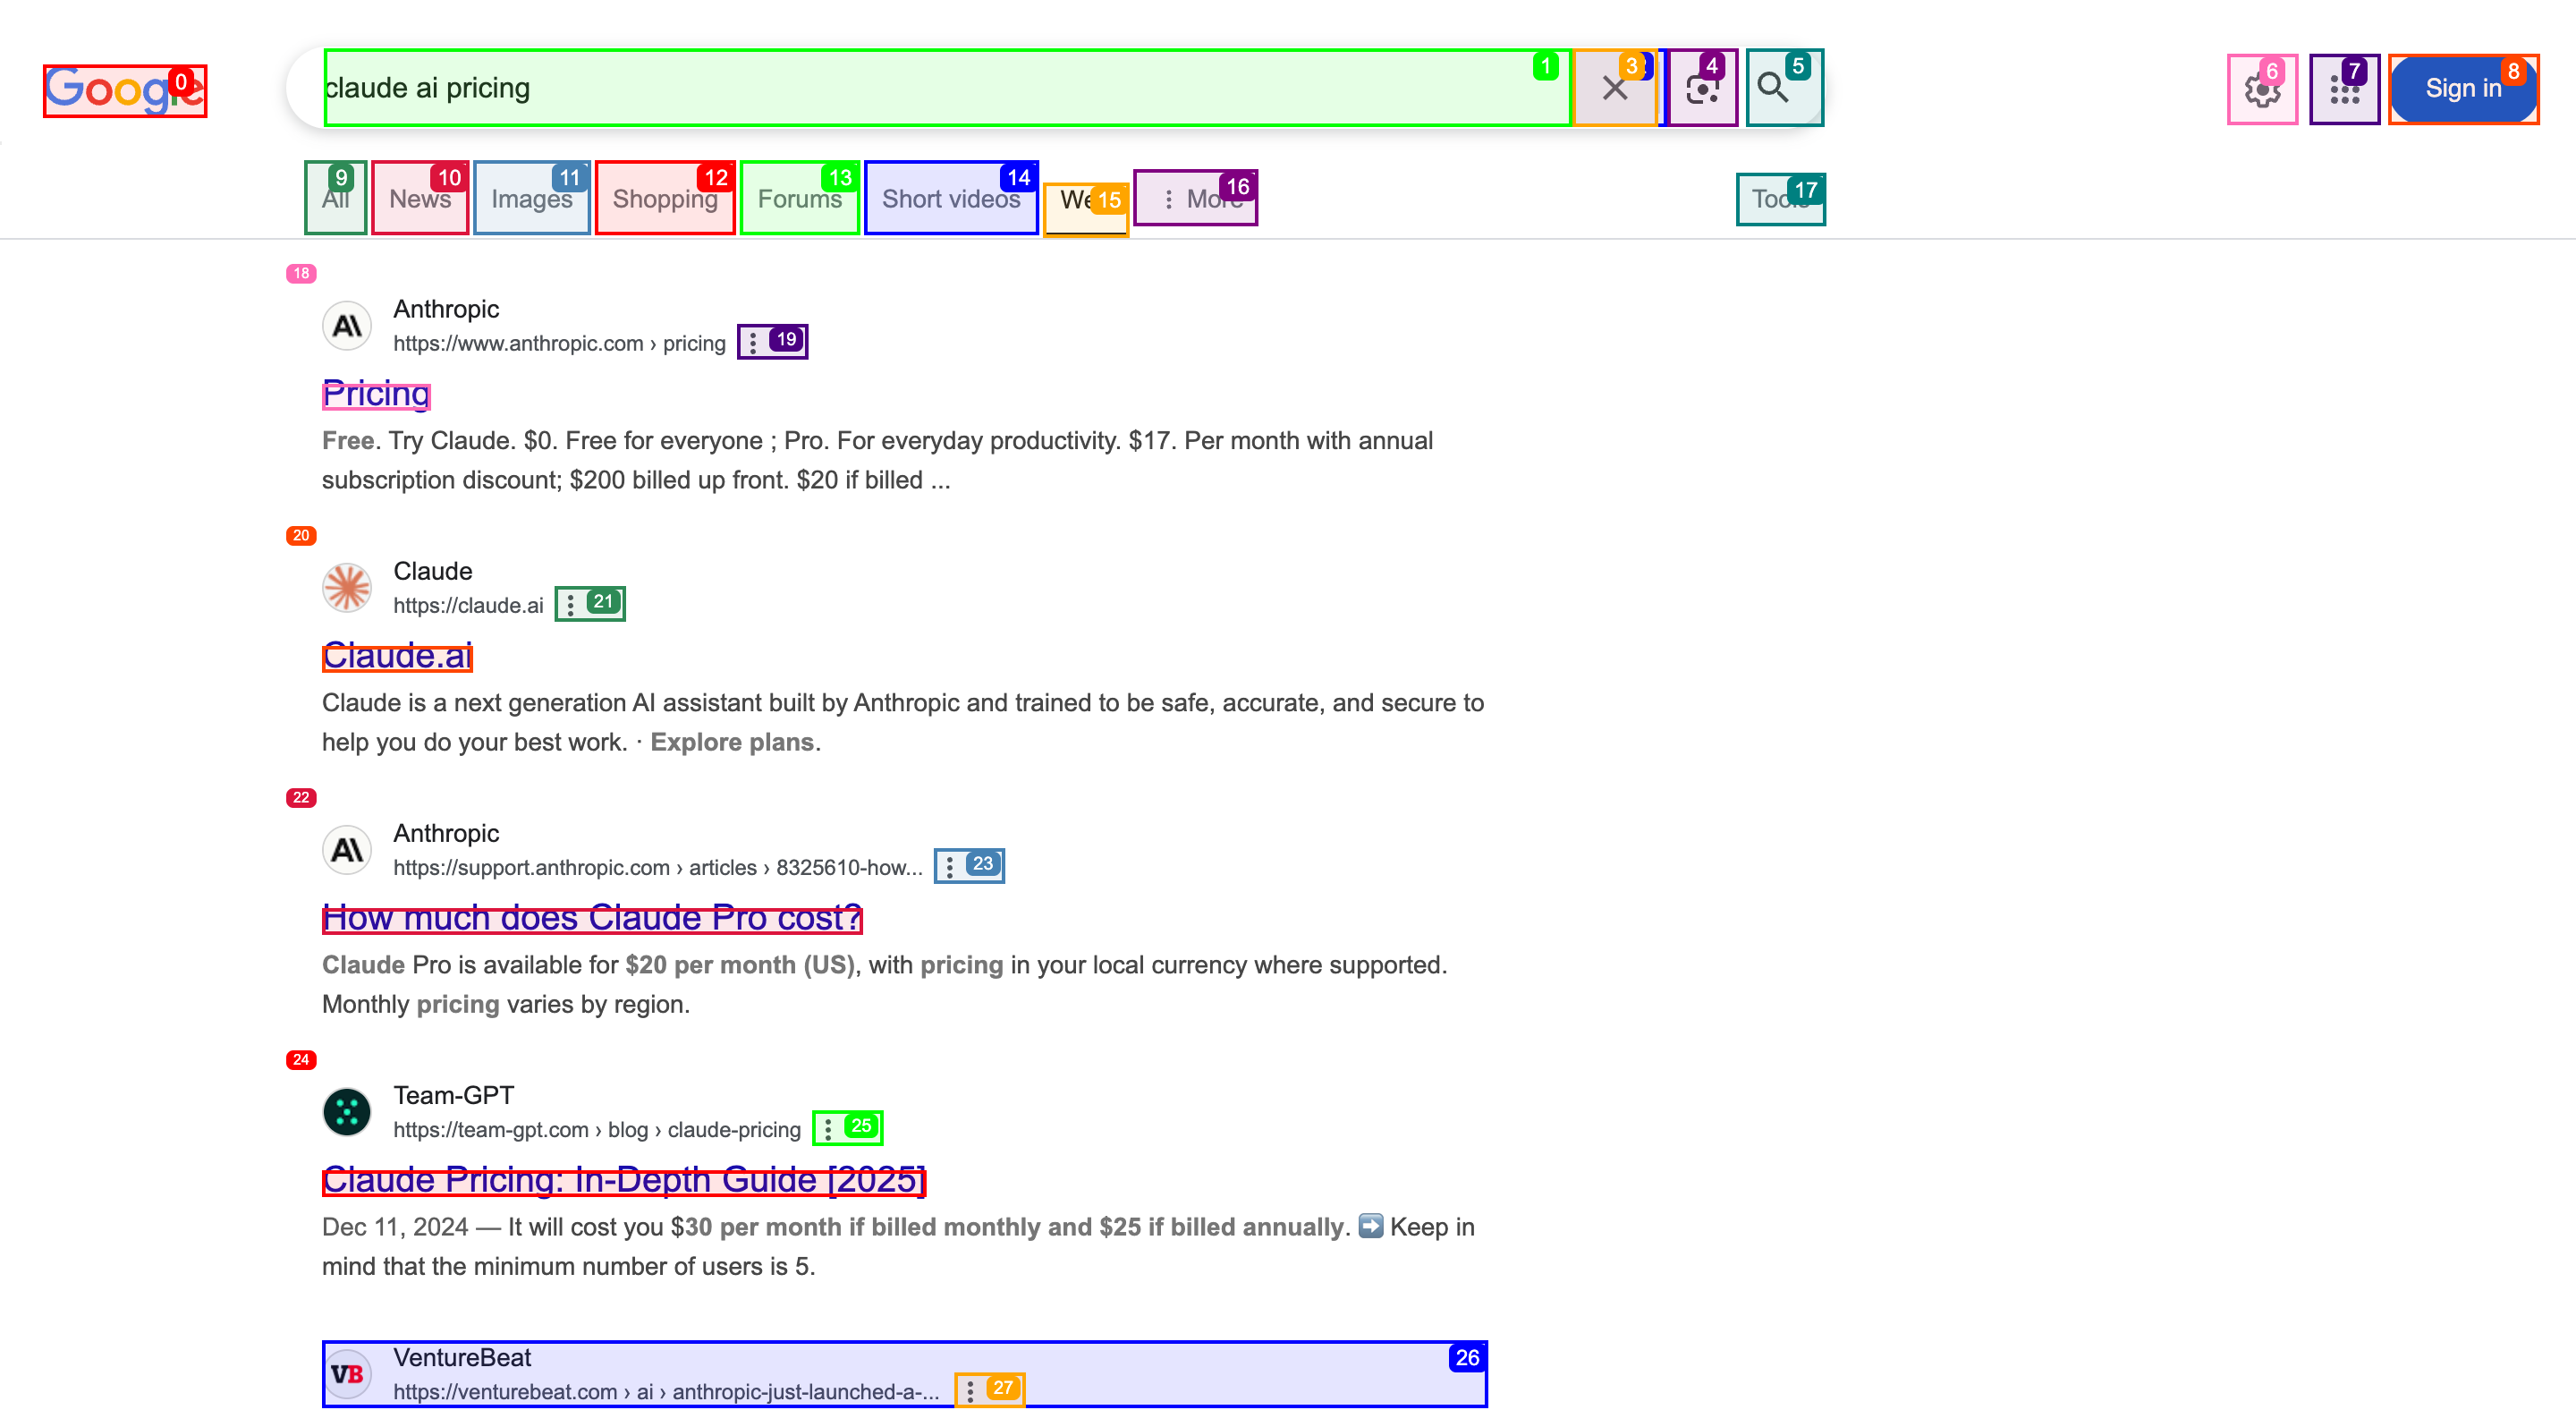 Google 0
claude ai pricing 1 3 4 5
6 7 Sign in 8
All 9 News 10 Images 11 Shopping 12 Forums 13 Short videos 14 15 16 17
18
Anthropic
https://www.anthropic.com › pricing 19
Pricing
Free. Try Claude. $0. Free for everyone ; Pro. For everyday productivity. $17. Per month with annual
subscription discount; $200 billed up front. $20 if billed ...
20
Claude
https://claude.ai 21
Claude.ai
Claude is a next generation AI assistant built by Anthropic and trained to be safe, accurate, and secure to
help you do your best work. · Explore plans.
22
Anthropic
https://support.anthropic.com › articles › 8325610-how... 23
How much does Claude Pro cost?
Claude Pro is available for $20 per month (US), with pricing in your local currency where supported.
Monthly pricing varies by region.
24
Team-GPT
https://team-gpt.com › blog › claude-pricing 25
Claude Pricing: In-Depth Guide [2025]
Dec 11, 2024 — It will cost you $30 per month if billed monthly and $25 if billed annually. ➡️ Keep in
mind that the minimum number of users is 5.
VB VentureBeat 26
https://venturebeat.com › ai › anthropic-just-launched-a-... 27